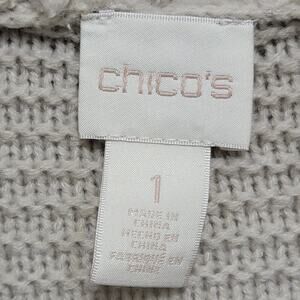 chico's
1
MADE IN
CHINA
HECHO EN
CHINA
FABRIQUÉ EN
CHINE